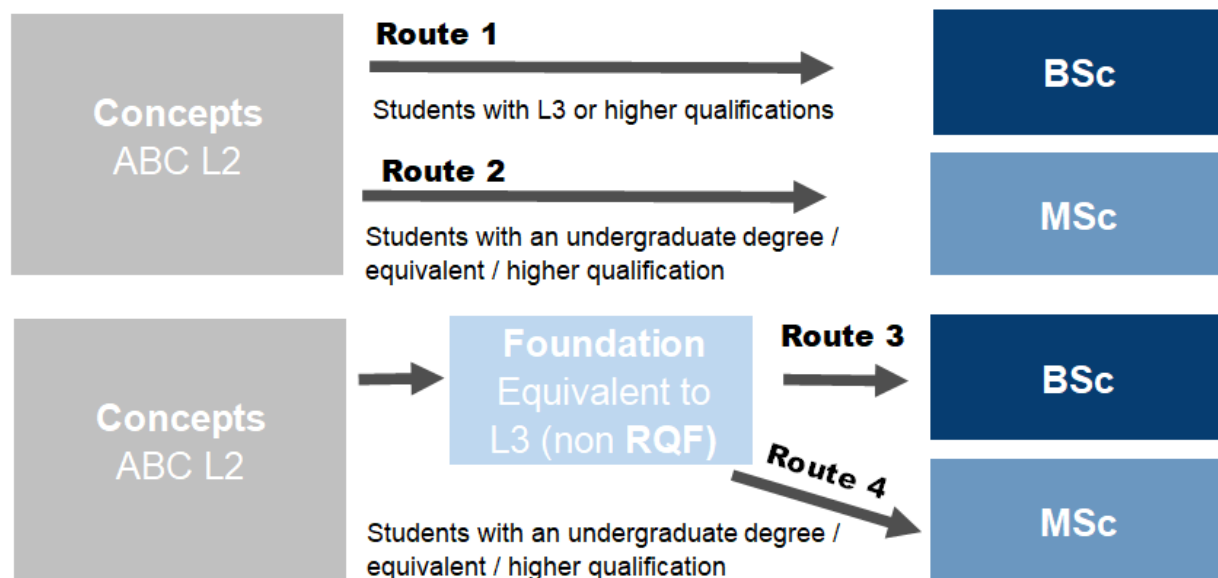 Route 1
Concepts
ABC L2
Students with L3 or higher qualifications
BSc
Route 2
Students with an undergraduate degree /
equivalent / higher qualification
MSc
Concepts
ABC L2
Foundation
Equivalent to
L3 (non RQF)
Route 3
BSc
Route 4
Students with an undergraduate degree /
equivalent / higher qualification
MSc